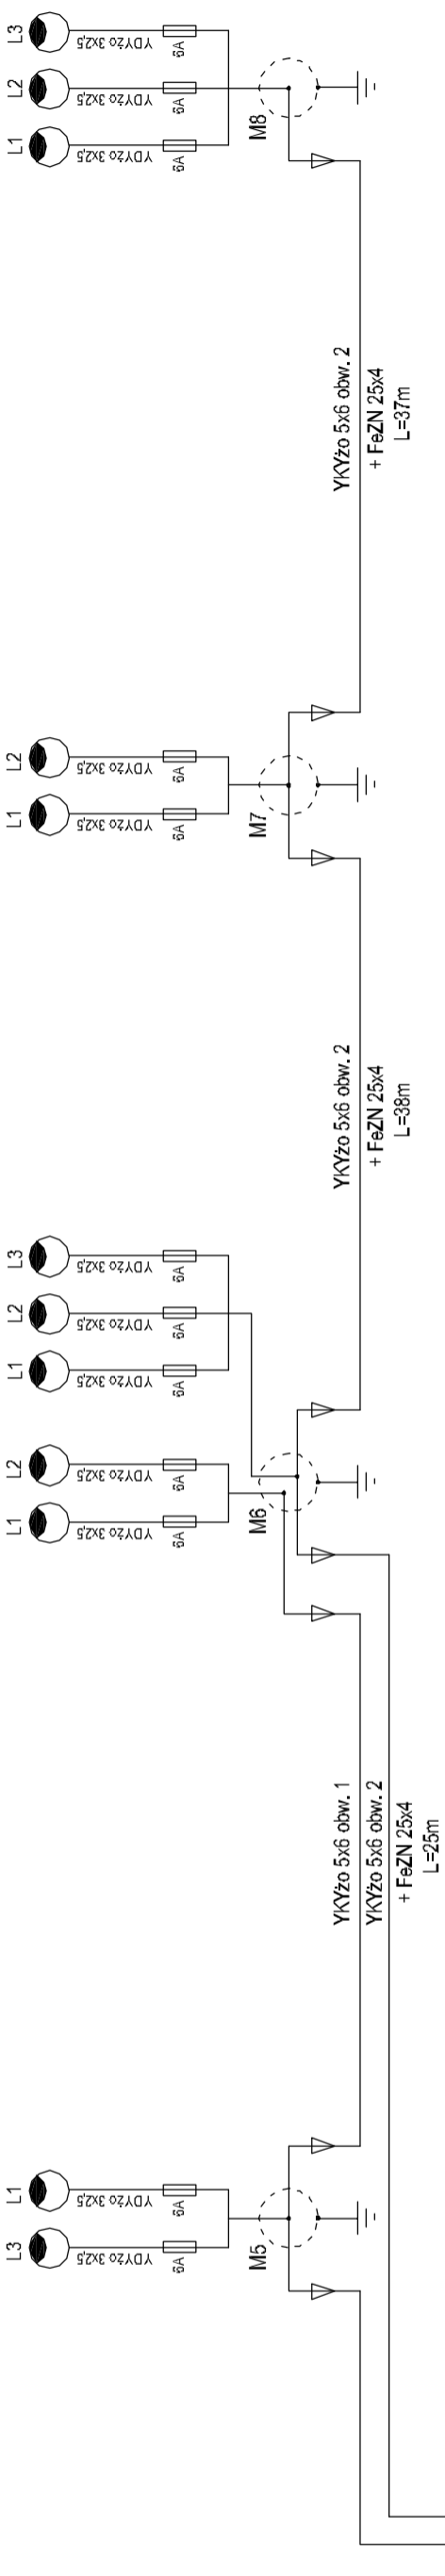 L3
L1
YDYżo 3x2,5
YDYżo 3x2,5
6A
6A
M5
YKYżo 5x6 obw. 1
YKYżo 5x6 obw. 2
+ FeZN 25x4
L=25m
L1
L2
L1
L2
L3
YDYżo 3x2,5
YDYżo 3x2,5
YDYżo 3x2,5
YDYżo 3x2,5
YDYżo 3x2,5
6A
6A
6A
6A
6A
M6
YKYżo 5x6 obw. 2
+ FeZN 25x4
L=38m
L1
L2
YDYżo 3x2,5
YDYżo 3x2,5
6A
6A
M7
YKYżo 5x6 obw. 2
+ FeZN 25x4
L=37m
L1
L2
L3
YDYżo 3x2,5
YDYżo 3x2,5
YDYżo 3x2,5
6A
6A
6A
M8